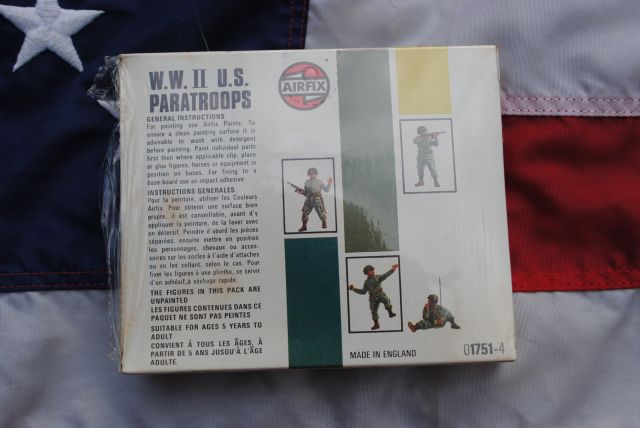 W.W. II U.S.
PARATROOPS
AIRFIX
GENERAL INSTRUCTIONS
For painting use Airfix Paints. To
ensure a clean painting surface it is
advisable to wash with detergent
before painting. Paint individual parts
first then where applicable clip, place
or glue figures, horses or equipment in
position on bases. For fixing to a
base-board use an impact adhesive.
INSTRUCTIONS GENERALES
Pour la peinture, utiliser les Couleurs
Airfix. Pour obtenir une surface bien
propre, il est conseillable, avant d'y
appliquer la peinture, de la laver avec
un détersif. Peindre d'abord les pièces
séparées, ensuite mettre en position
les personnages, chevaux ou acces-
soires sur les socles à l'aide d'attaches
ou en les collant, selon le cas. Pour
fixer les figures à une plinthe, se servir
d'un adhésif à séchage rapide.
THE FIGURES IN THIS PACK ARE
UNPAINTED
LES FIGURES CONTENUES DANS CE
PAQUET NE SONT PAS PEINTES
SUITABLE FOR AGES 5 YEARS TO
ADULT
CONVIENT À TOUS LES ÂGES, À
PARTIR DE 5 ANS JUSQU'À L'ÂGE
ADULTE.
MADE IN ENGLAND
01751-4